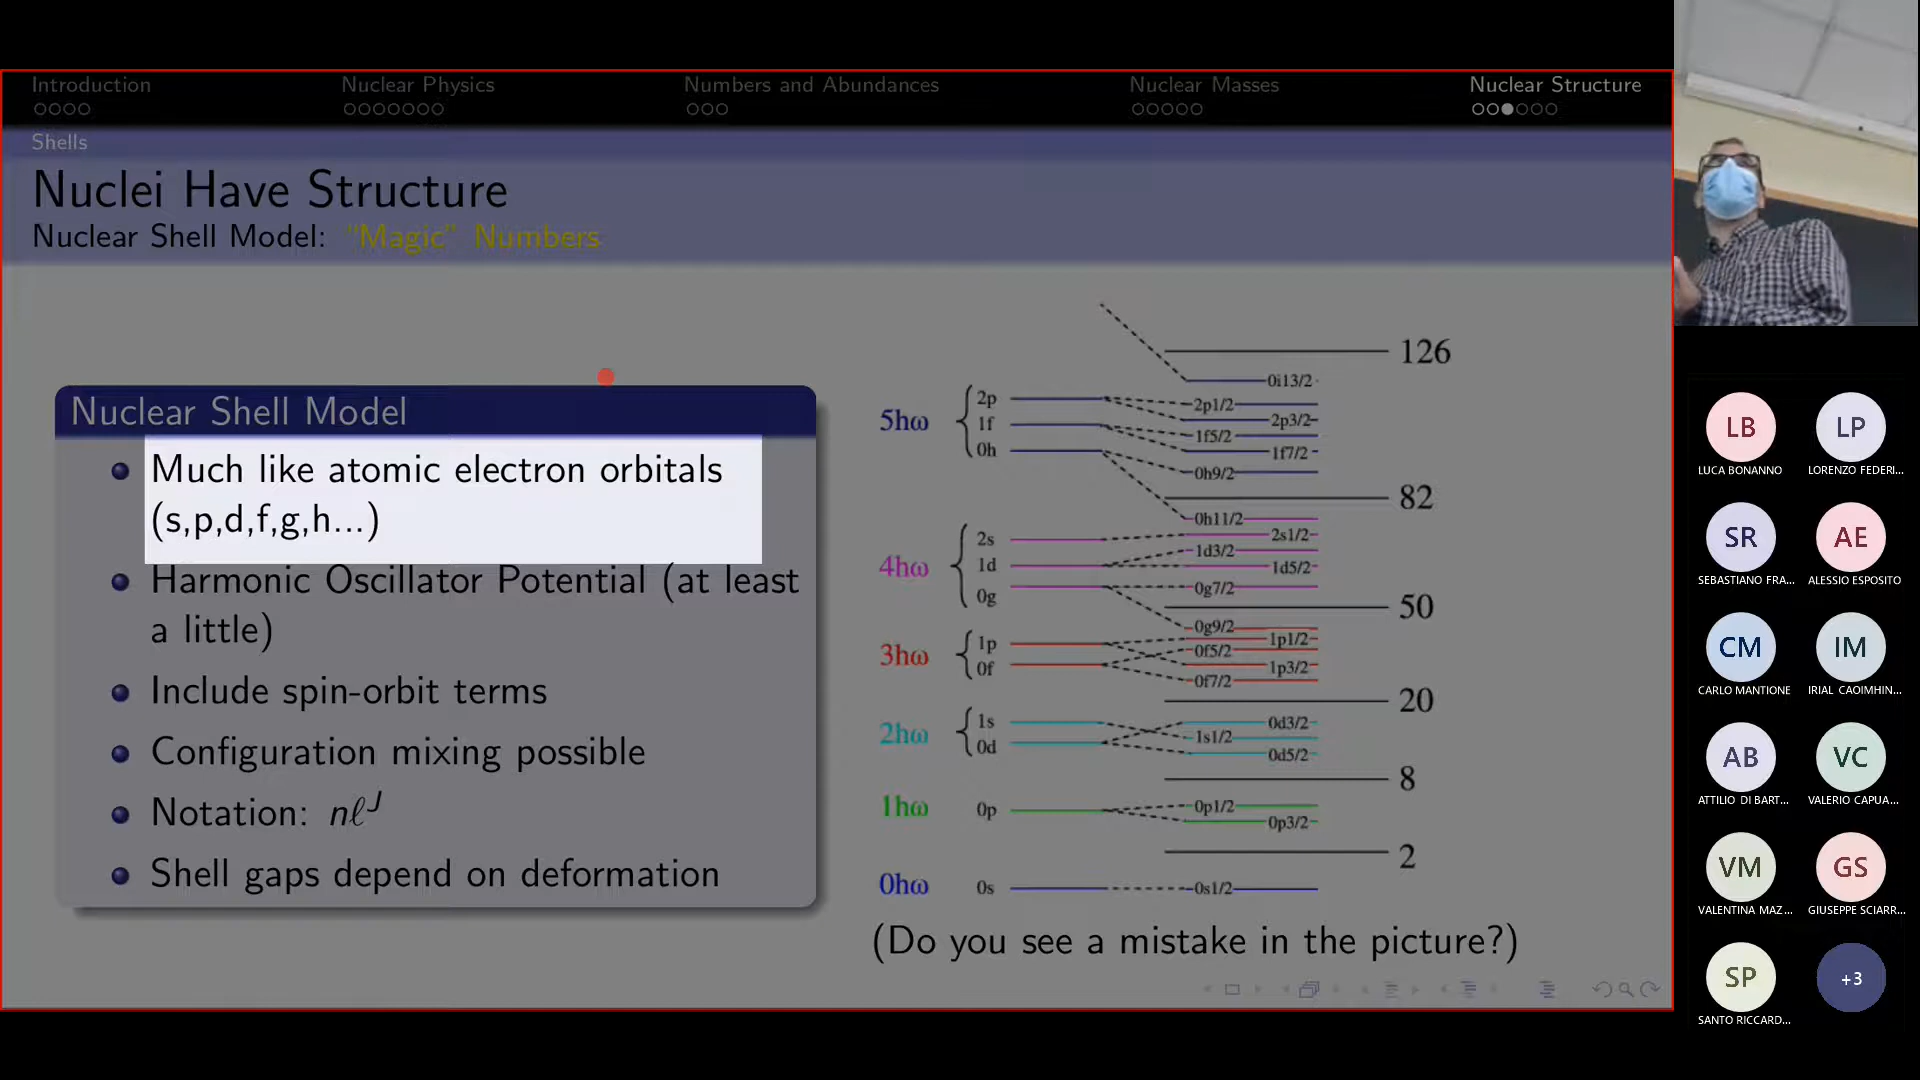 Introduction
Nuclear Physics
Numbers and Abundances
Nuclear Masses
Nuclear Structure
Shells
Nuclei Have Structure
Nuclear Shell Model: "Magic" Numbers
Nuclear Shell Model
Much like atomic electron orbitals
(s,p,d,f,g,h...)
Harmonic Oscillator Potential (at least
a little)
Include spin-orbit terms
Configuration mixing possible
Notation: nℓᴶ
Shell gaps depend on deformation
126
0i13/2
5hω
2p
1f
0h
2p1/2
2p3/2
1f5/2
1f7/2
0h9/2
82
0h11/2
4hω
2s
1d
0g
2s1/2
1d3/2
1d5/2
0g7/2
50
0g9/2
3hω
1p
0f
1p1/2
0f5/2
1p3/2
0f7/2
20
2hω
1s
0d
0d3/2
1s1/2
0d5/2
8
1hω
0p
0p1/2
0p3/2
2
0hω
0s
0s1/2
(Do you see a mistake in the picture?)
LB
LUCA BONANNO
LP
LORENZO FEDERI...
SR
SEBASTIANO FRA...
AE
ALESSIO ESPOSITO
CM
CARLO MANTIONE
IM
IRIAL CAOIMHIN...
AB
ATTILIO DI BART...
VC
VALERIO CAPUA...
VM
VALENTINA MAZ...
GS
GIUSEPPE SCIARR...
SP
SANTO RICCARD...
+3